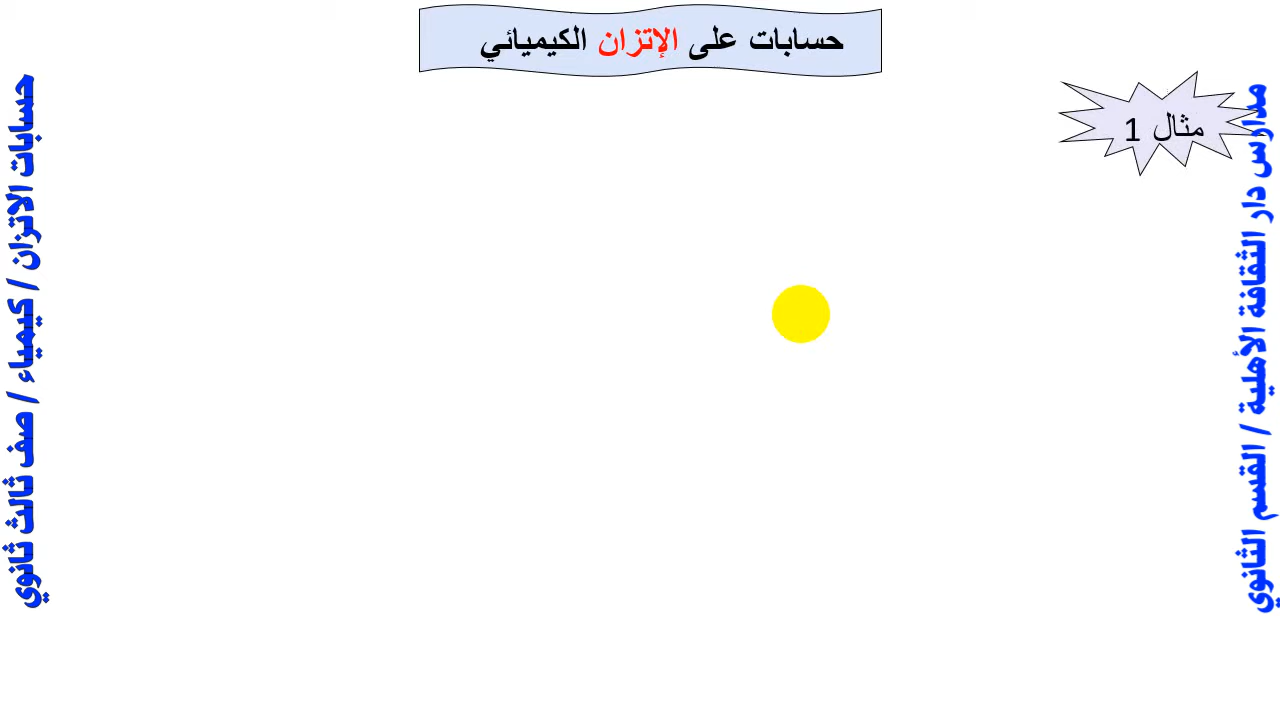 حسابات على الإتزان الكيميائي
مثال 1
مدارس دار الثقافة الأهلية / القسم الثانوي
حسابات الاتزان / كيمياء / صف ثالث ثانوي